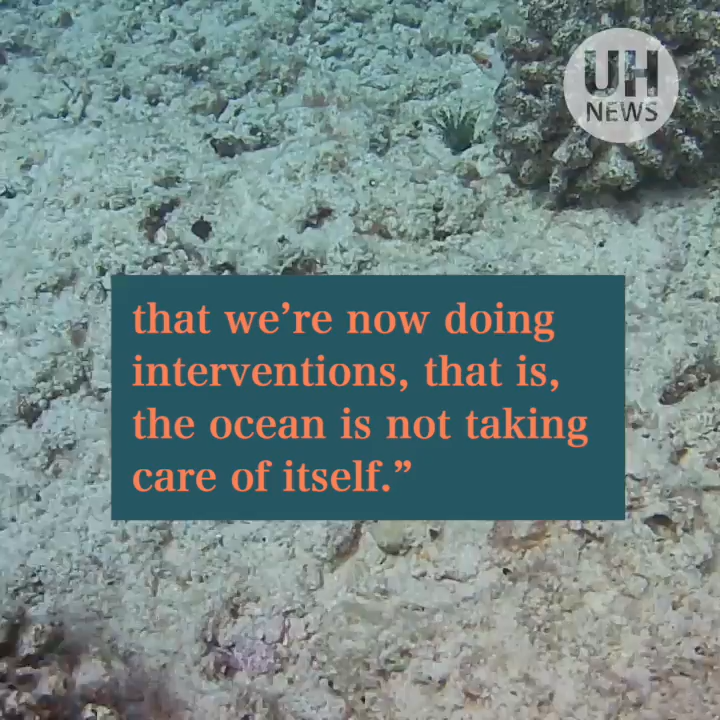 UH
NEWS
that we’re now doing
interventions, that is,
the ocean is not taking
care of itself.”